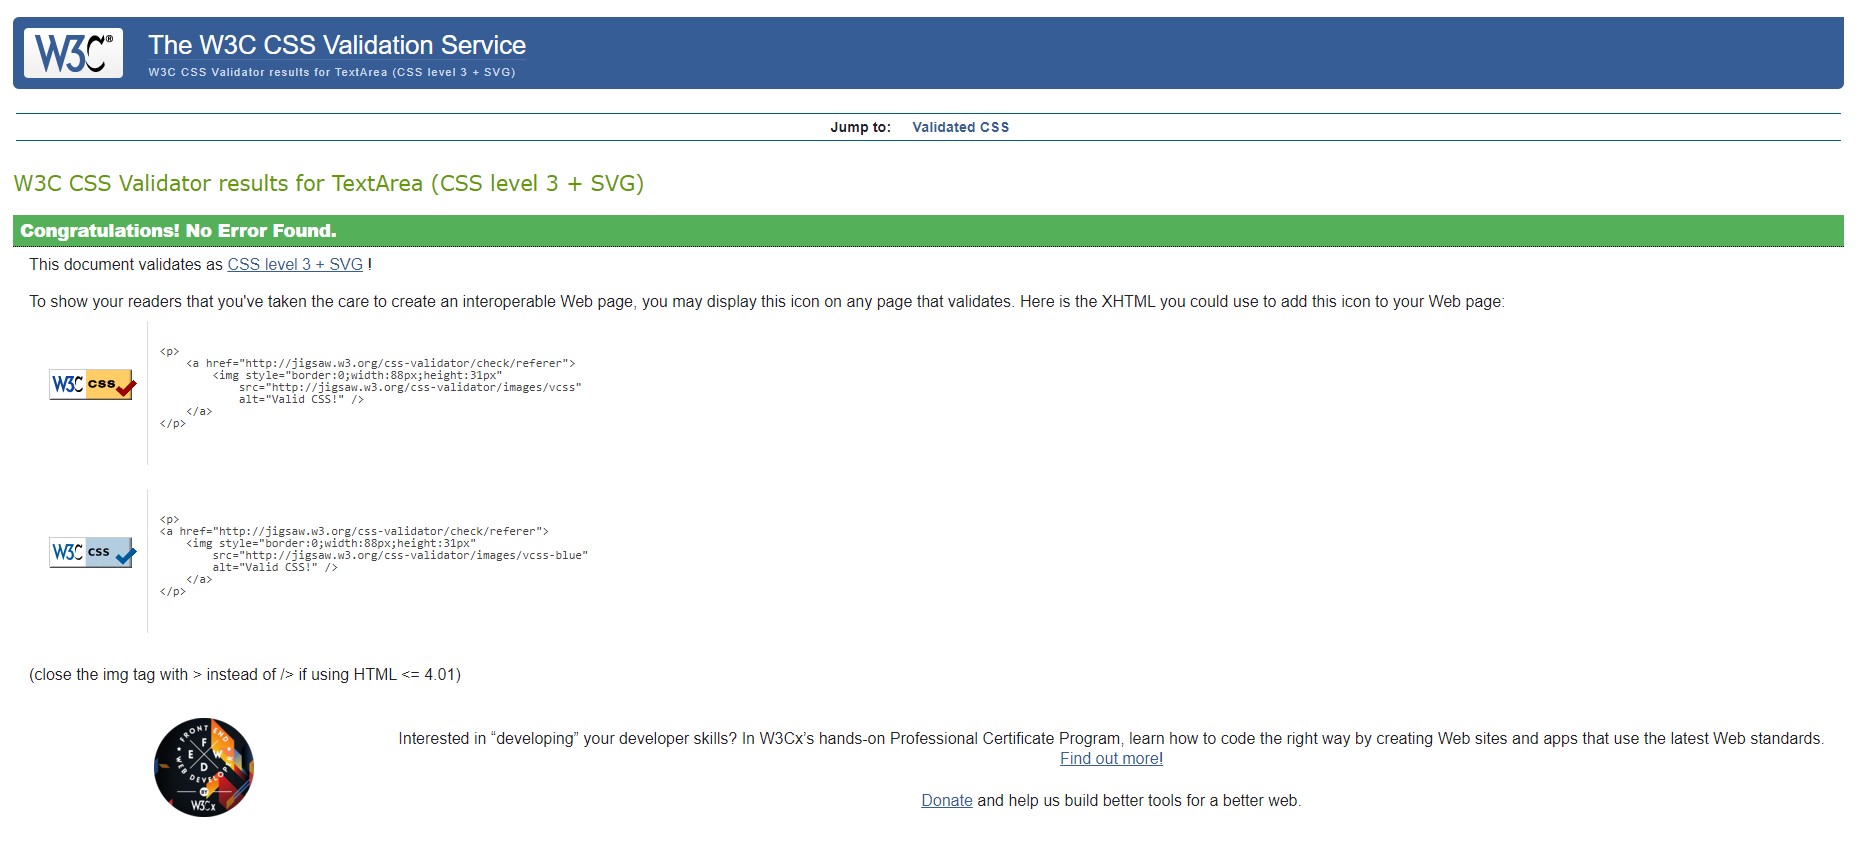 W3C®
The W3C CSS Validation Service
W3C CSS Validator results for TextArea (CSS level 3 + SVG)
Jump to: Validated CSS
W3C CSS Validator results for TextArea (CSS level 3 + SVG)
Congratulations! No Error Found.
This document validates as CSS level 3 + SVG !
To show your readers that you've taken the care to create an interoperable Web page, you may display this icon on any page that validates. Here is the XHTML you could use to add this icon to your Web page:
W3C css
<p>
    <a href="http://jigsaw.w3.org/css-validator/check/referer">
        <img style="border:0;width:88px;height:31px"
            src="http://jigsaw.w3.org/css-validator/images/vcss"
            alt="Valid CSS!" />
    </a>
</p>
W3C css
<p>
<a href="http://jigsaw.w3.org/css-validator/check/referer">
    <img style="border:0;width:88px;height:31px"
        src="http://jigsaw.w3.org/css-validator/images/vcss-blue"
        alt="Valid CSS!" />
    </a>
</p>
(close the img tag with > instead of /> if using HTML <= 4.01)
FRONT END
F
E W
D
WEB DEVELOPER
BY
W3Cx
Interested in “developing” your developer skills? In W3Cx’s hands-on Professional Certificate Program, learn how to code the right way by creating Web sites and apps that use the latest Web standards.
Find out more!
Donate and help us build better tools for a better web.